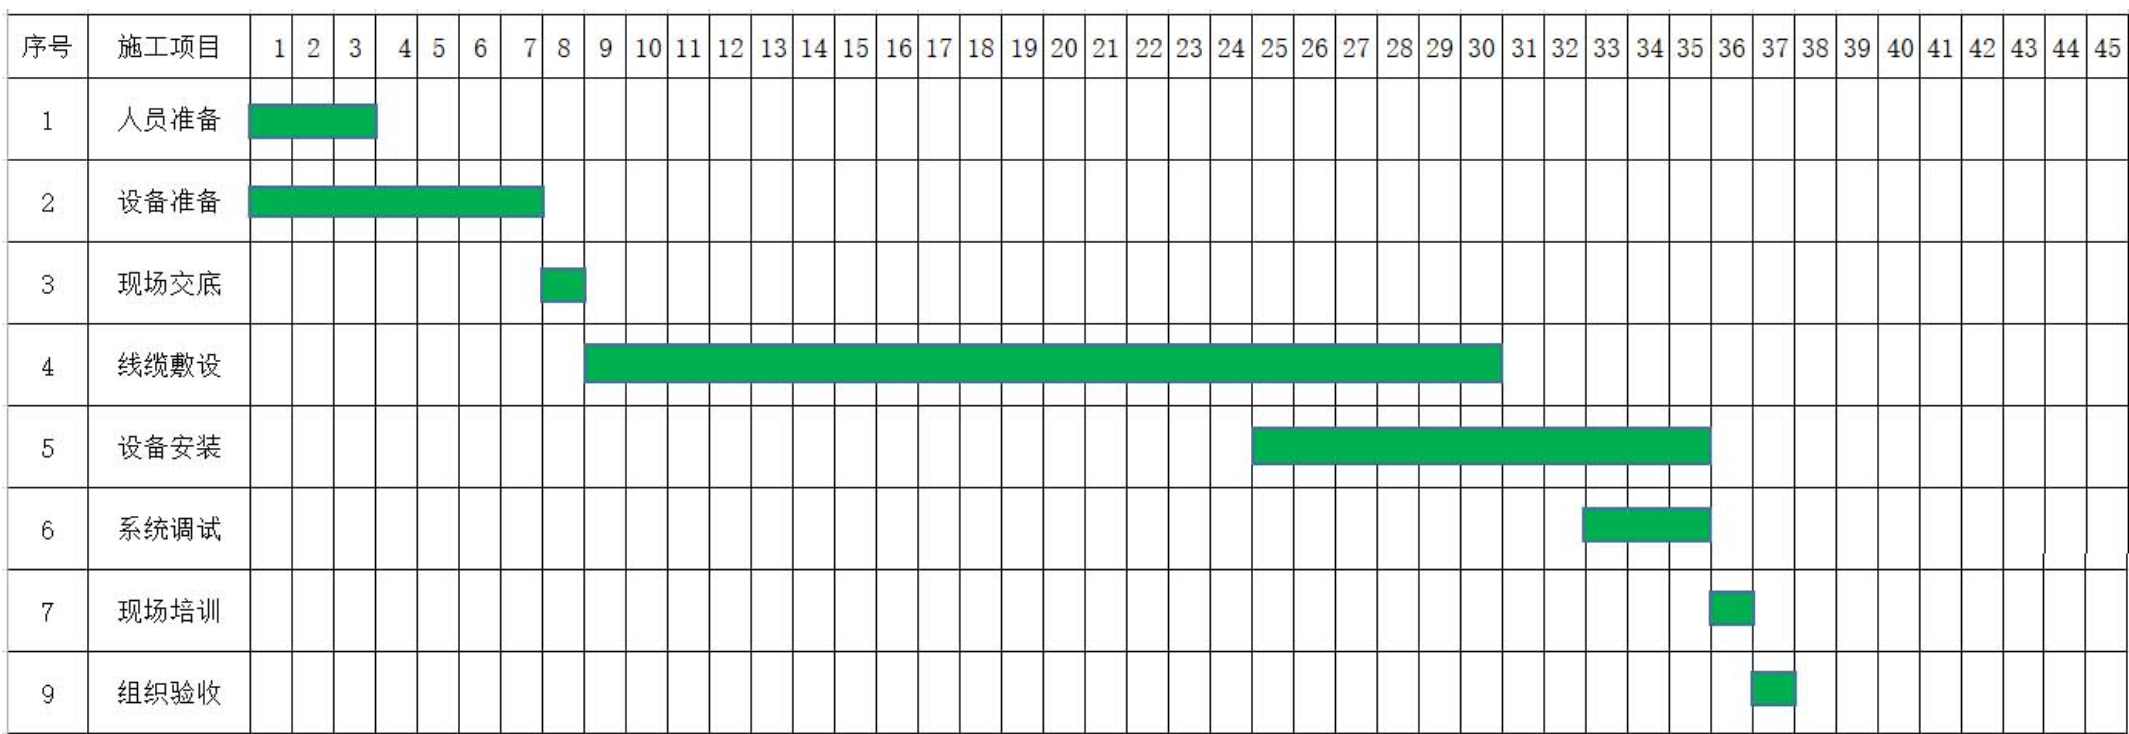 序号 施工项目 1 2 3 4 5 6 7 8 9 10 11 12 13 14 15 16 17 18 19 20 21 22 23 24 25 26 27 28 29 30 31 32 33 34 35 36 37 38 39 40 41 42 43 44 45
1 人员准备
2 设备准备
3 现场交底
4 线缆敷设
5 设备安装
6 系统调试
7 现场培训
9 组织验收